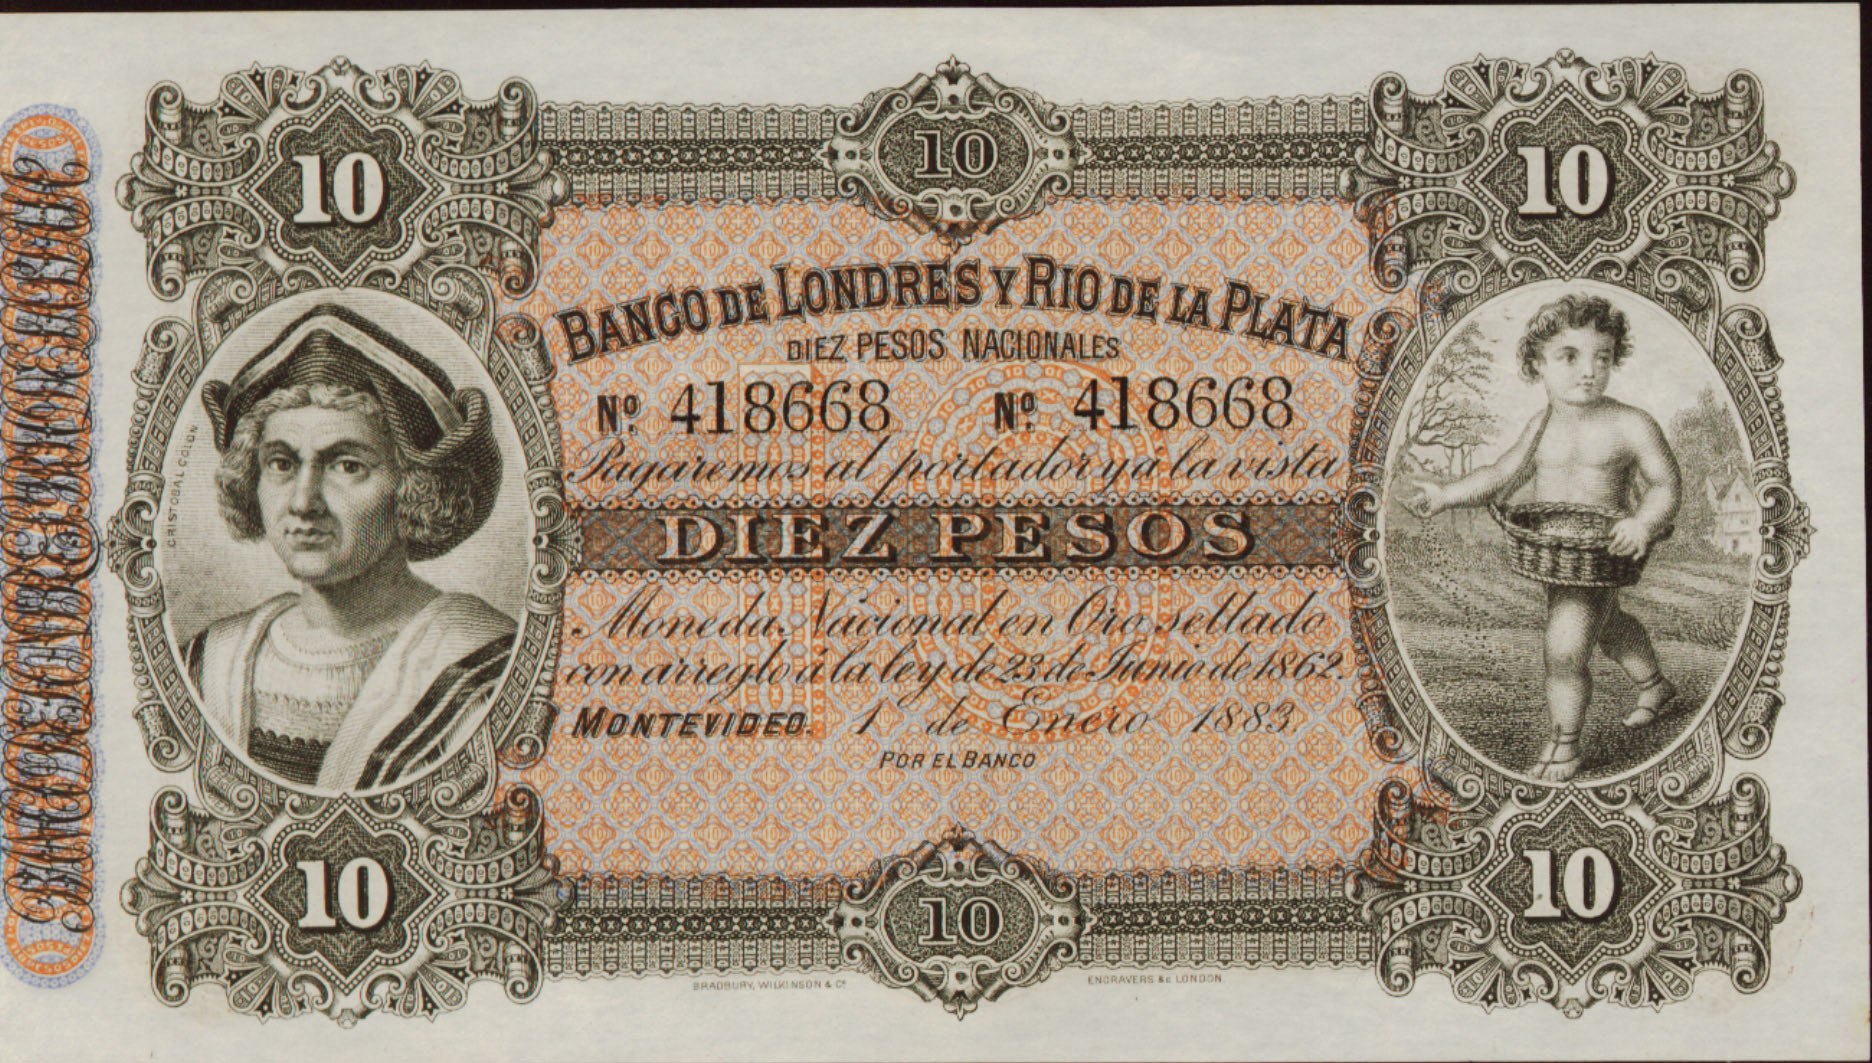 10
10
10
BANCO DE LONDRES Y RIO DE LA PLATA
DIEZ PESOS NACIONALES
Nº. 418668 Nº. 418668
Pagaremos al portador y a la vista
DIEZ PESOS
Moneda Nacional en Oro sellado
con arreglo á la ley de 23 de Junio de 1862.
MONTEVIDEO. 1 de Enero 1883.
POR EL BANCO
CRISTOBAL COLON
10
10
10
BRADBURY, WILKINSON & Cº
ENGRAVERS &c LONDON